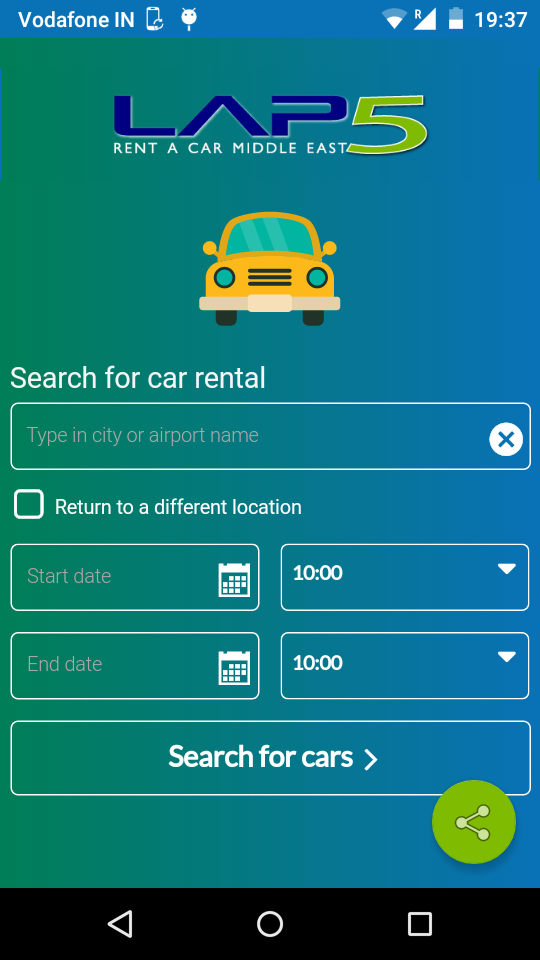 Vodafone IN
R
19:37
LAP5
RENT A CAR MIDDLE EAST
Search for car rental
Type in city or airport name
Return to a different location
Start date
10:00
End date
10:00
Search for cars